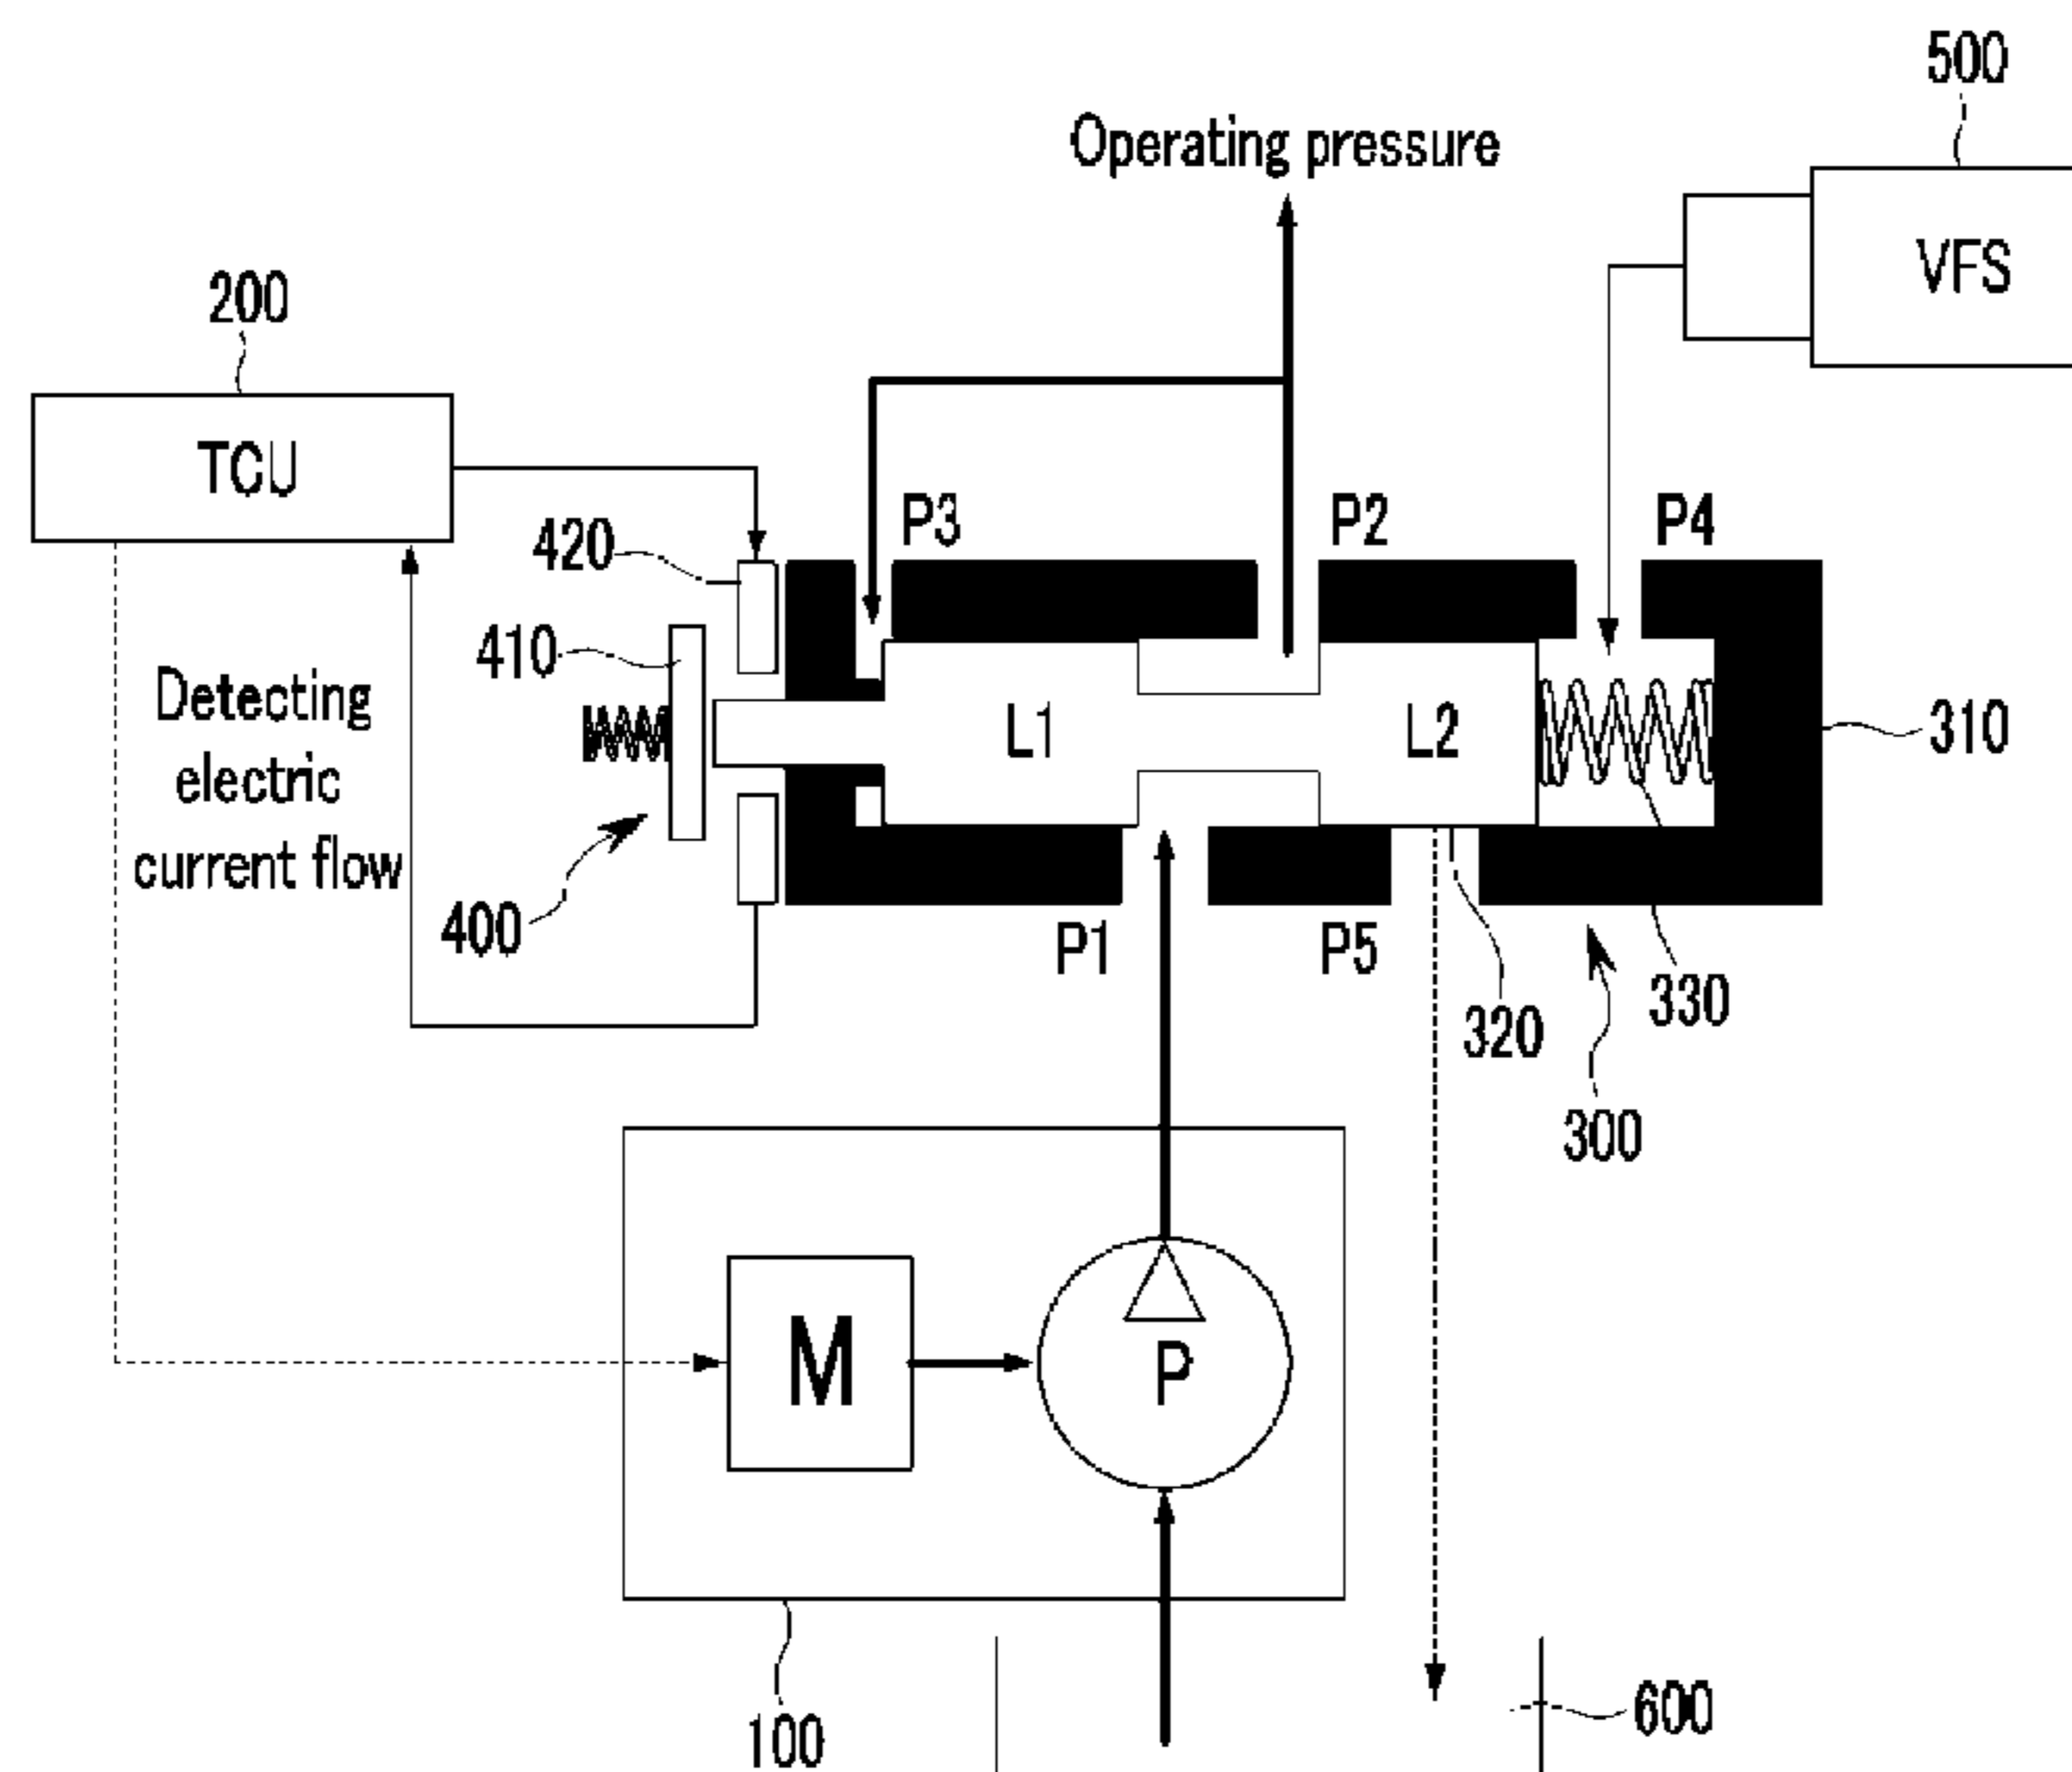 500
Operating pressure
VFS
200
TCU
P3
P2
P4
420
410
Detecting
electric
current flow
L1
L2
310
400
P1
P5
330
320
300
M
P
100
600